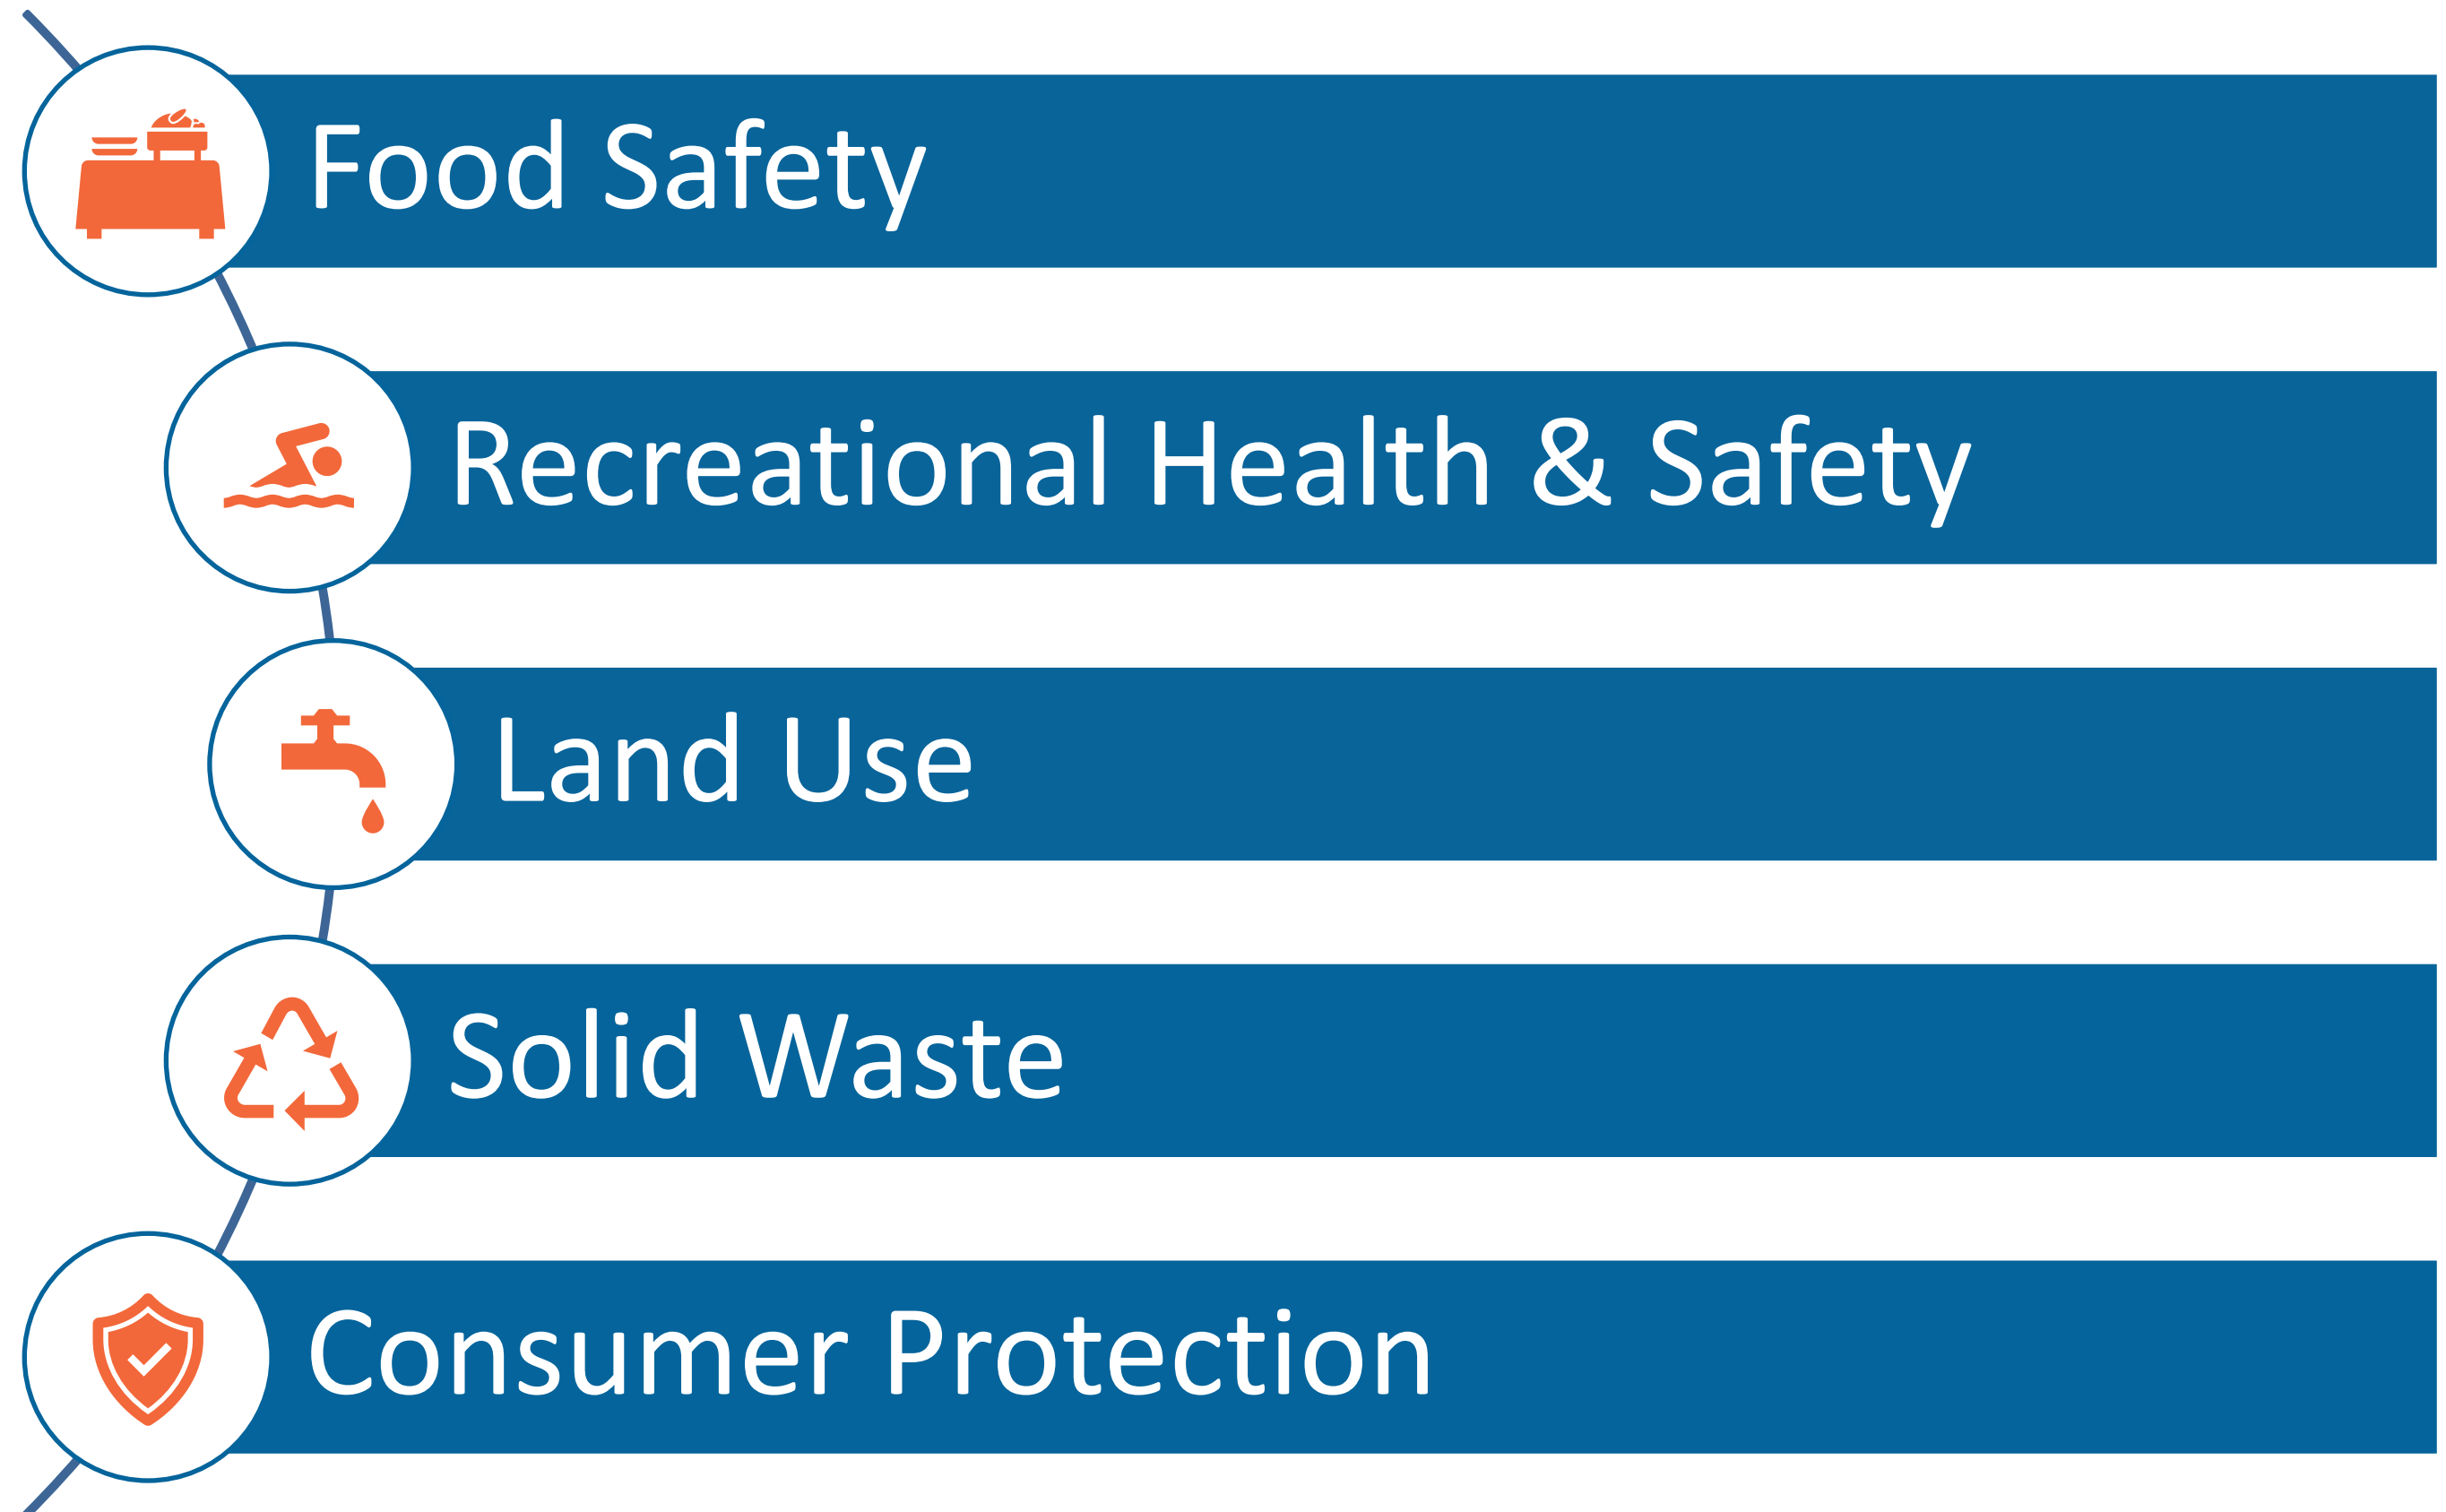 Food Safety
Recreational Health & Safety
Land Use
Solid Waste
Consumer Protection